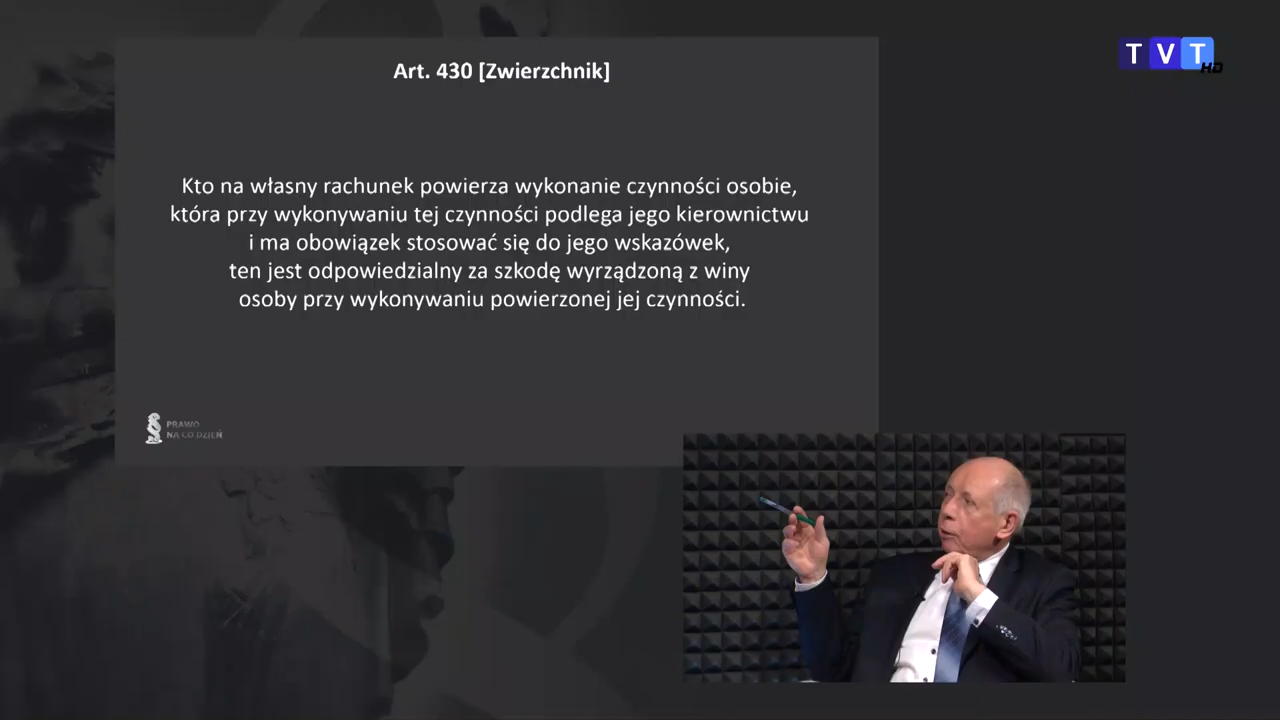 Art. 430 [Zwierzchnik]
TVT HD
Kto na własny rachunek powierza wykonanie czynności osobie,
która przy wykonywaniu tej czynności podlega jego kierownictwu
i ma obowiązek stosować się do jego wskazówek,
ten jest odpowiedzialny za szkodę wyrządzoną z winy
osoby przy wykonywaniu powierzonej jej czynności.
PRAWO
NA CO DZIEŃ